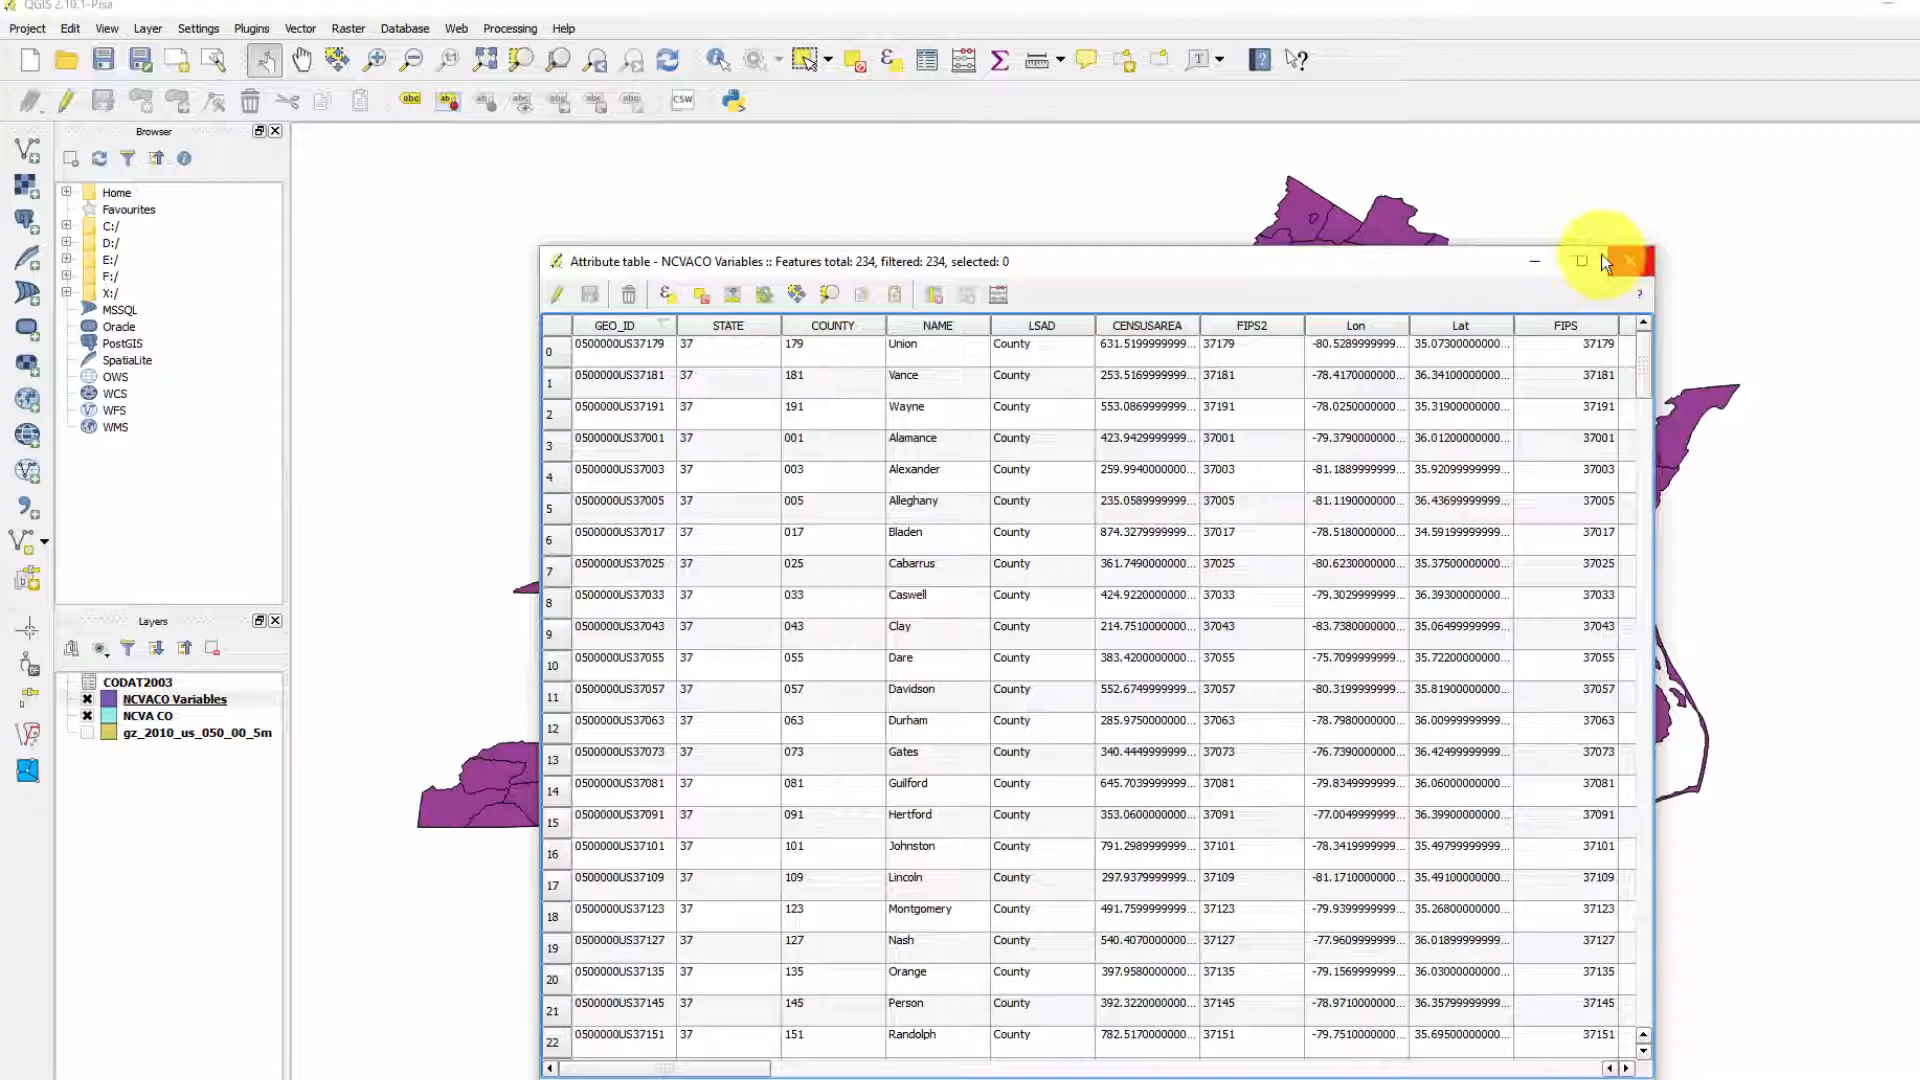 QGIS 2.10.1-Pisa
Project Edit View Layer Settings Plugins Vector Raster Database Web Processing Help
abc abc CSW
Browser
Home
Favourites
C:/
D:/
E:/
F:/
X:/
MSSQL
Oracle
PostGIS
SpatiaLite
OWS
WCS
WFS
WMS
Layers
CODAT2003
NCVACO Variables
NCVA CO
gz_2010_us_050_00_5m
Attribute table - NCVACO Variables :: Features total: 234, filtered: 234, selected: 0
GEO_ID STATE COUNTY NAME LSAD CENSUSAREA FIPS2 Lon Lat FIPS
0 0500000US37179 37 179 Union County 631.5199999999... 37179 -80.5289999999... 35.07300000000... 37179
1 0500000US37181 37 181 Vance County 253.5169999999... 37181 -78.4170000000... 36.34100000000... 37181
2 0500000US37191 37 191 Wayne County 553.0869999999... 37191 -78.0250000000... 35.31900000000... 37191
3 0500000US37001 37 001 Alamance County 423.9429999999... 37001 -79.3790000000... 36.01200000000... 37001
4 0500000US37003 37 003 Alexander County 259.9940000000... 37003 -81.1889999999... 35.92099999999... 37003
5 0500000US37005 37 005 Alleghany County 235.0589999999... 37005 -81.1190000000... 36.43699999999... 37005
6 0500000US37017 37 017 Bladen County 874.3279999999... 37017 -78.5180000000... 34.59199999999... 37017
7 0500000US37025 37 025 Cabarrus County 361.7490000000... 37025 -80.6230000000... 35.37500000000... 37025
8 0500000US37033 37 033 Caswell County 424.9220000000... 37033 -79.3029999999... 36.39300000000... 37033
9 0500000US37043 37 043 Clay County 214.7510000000... 37043 -83.7380000000... 35.06499999999... 37043
10 0500000US37055 37 055 Dare County 383.4200000000... 37055 -75.7099999999... 35.72200000000... 37055
11 0500000US37057 37 057 Davidson County 552.6749999999... 37057 -80.3199999999... 35.81900000000... 37057
12 0500000US37063 37 063 Durham County 285.9750000000... 37063 -78.7980000000... 36.00999999999... 37063
13 0500000US37073 37 073 Gates County 340.4449999999... 37073 -76.7390000000... 36.42499999999... 37073
14 0500000US37081 37 081 Guilford County 645.7039999999... 37081 -79.8349999999... 36.06000000000... 37081
15 0500000US37091 37 091 Hertford County 353.0600000000... 37091 -77.0049999999... 36.39900000000... 37091
16 0500000US37101 37 101 Johnston County 791.2989999999... 37101 -78.3419999999... 35.49799999999... 37101
17 0500000US37109 37 109 Lincoln County 297.9379999999... 37109 -81.1710000000... 35.49100000000... 37109
18 0500000US37123 37 123 Montgomery County 491.7599999999... 37123 -79.9399999999... 35.26800000000... 37123
19 0500000US37127 37 127 Nash County 540.4070000000... 37127 -77.9609999999... 36.01899999999... 37127
20 0500000US37135 37 135 Orange County 397.9580000000... 37135 -79.1569999999... 36.03000000000... 37135
21 0500000US37145 37 145 Person County 392.3220000000... 37145 -78.9710000000... 36.35799999999... 37145
22 0500000US37151 37 151 Randolph County 782.5170000000... 37151 -79.7510000000... 35.69500000000... 37151